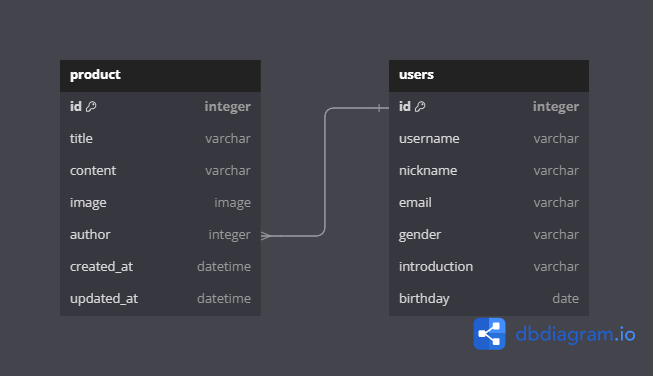 product
id integer
title varchar
content varchar
image image
author integer
created_at datetime
updated_at datetime
users
id integer
username varchar
nickname varchar
email varchar
gender varchar
introduction varchar
birthday date
dbdiagram.io